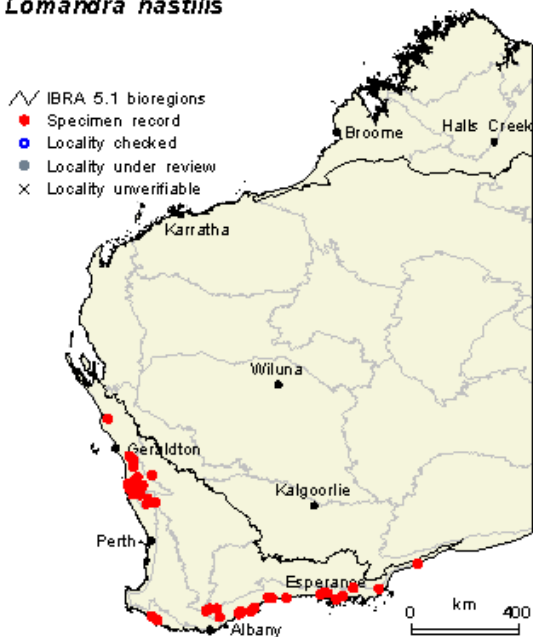 Lomandra hastilis
IBRA 5.1 bioregions
Specimen record
Locality checked
Locality under review
Locality unverifiable
Broome
Halls Creek
Karratha
Wiluna
Geraldton
Kalgoorlie
Perth
Esperance
Albany
km
0 400